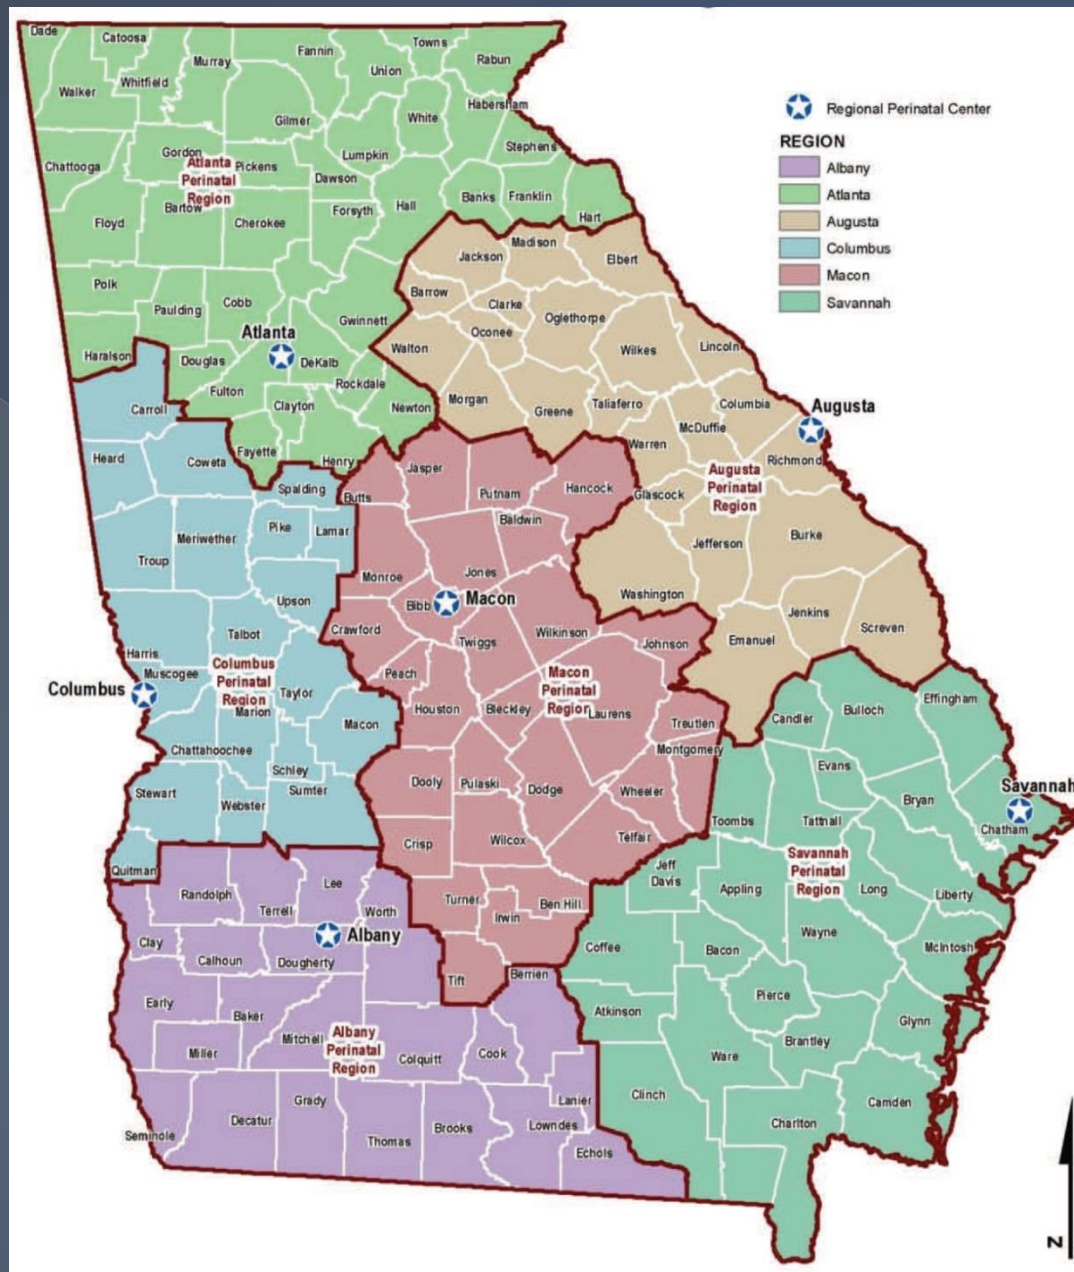 Dade
Catoosa
Fannin
Towns
Rabun
Murray
Union
Whitfield
Walker
Habersham
White
Gilmer
Stephens
Gordon
Lumpkin
Chattooga
Atlanta
Perinatal
Region
Pickens
Dawson
Banks
Franklin
Bartow
Forsyth
Hall
Hart
Floyd
Cherokee
Madison
Jackson
Elbert
Polk
Barrow
Cobb
Clarke
Paulding
Oglethorpe
Gwinnett
Oconee
Atlanta
Walton
Lincoln
Haralson
Douglas
DeKalb
Wilkes
Rockdale
Fulton
Morgan
Taliaferro
Columbia
Augusta
Carroll
Clayton
Newton
Greene
McDuffie
Warren
Heard
Coweta
Fayette
Henry
Richmond
Jasper
Augusta
Perinatal
Region
Spalding
Butts
Putnam
Hancock
Glascock
Pike
Lamar
Baldwin
Meriwether
Jefferson
Burke
Troup
Monroe
Jones
Upson
Bibb
Macon
Washington
Jenkins
Talbot
Crawford
Wilkinson
Twiggs
Johnson
Emanuel
Screven
Harris
Muscogee
Columbus
Columbus
Perinatal
Region
Peach
Macon
Perinatal
Region
Taylor
Marion
Houston
Bleckley
Laurens
Effingham
Macon
Treutlen
Candler
Bulloch
Chattahoochee
Montgomery
Schley
Evans
Stewart
Sumter
Dooly
Pulaski
Dodge
Wheeler
Savannah
Webster
Bryan
Toombs
Tattnall
Chatham
Crisp
Wilcox
Telfair
Quitman
Savannah
Perinatal
Region
Jeff
Davis
Randolph
Lee
Appling
Long
Liberty
Terrell
Worth
Turner
Irwin
Ben Hill
Albany
Clay
Wayne
Calhoun
Dougherty
Coffee
Bacon
McIntosh
Tift
Berrien
Early
Pierce
Baker
Atkinson
Glynn
Miller
Mitchell
Albany
Perinatal
Region
Colquitt
Cook
Brantley
Ware
Clinch
Grady
Lanier
Camden
Decatur
Seminole
Thomas
Brooks
Lowndes
Charlton
Echols
Regional Perinatal Center
REGION
Albany
Atlanta
Augusta
Columbus
Macon
Savannah
N